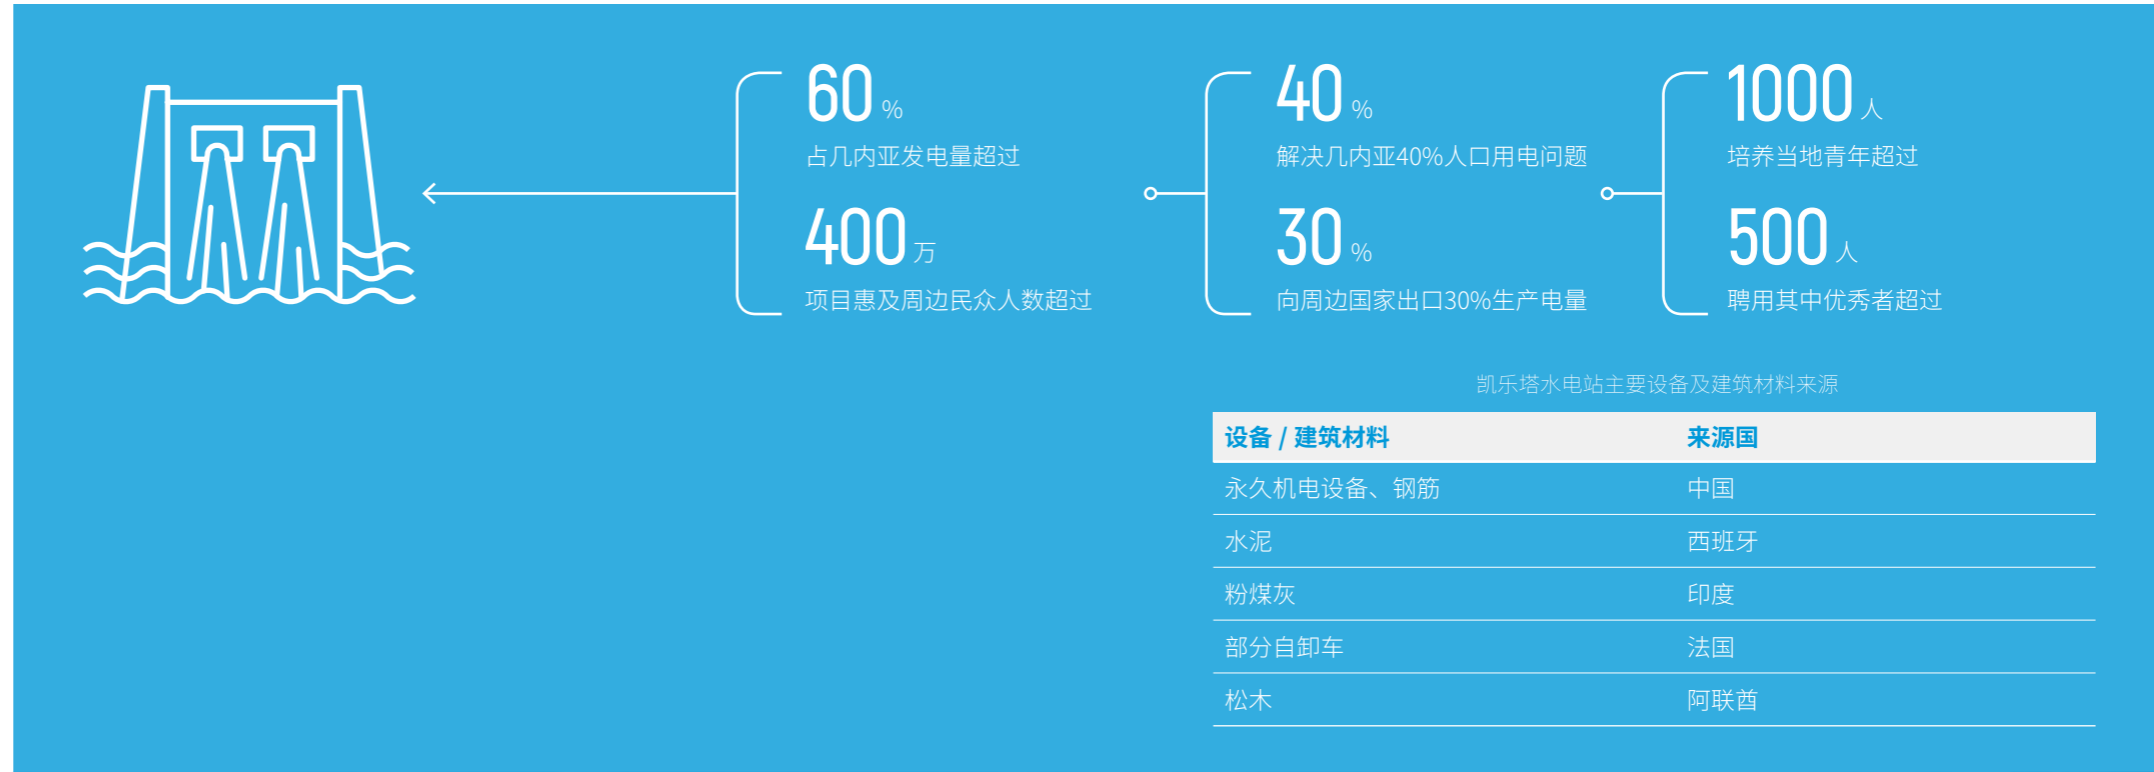 60 %
占几内亚发电量超过
400 万
项目惠及周边民众人数超过
40 %
解决几内亚40%人口用电问题
30 %
向周边国家出口30%生产电量
1000 人
培养当地青年超过
500 人
聘用其中优秀者超过
凯乐塔水电站主要设备及建筑材料来源
设备 / 建筑材料 来源国
永久机电设备、钢筋 中国
水泥 西班牙
粉煤灰 印度
部分自卸车 法国
松木 阿联酋